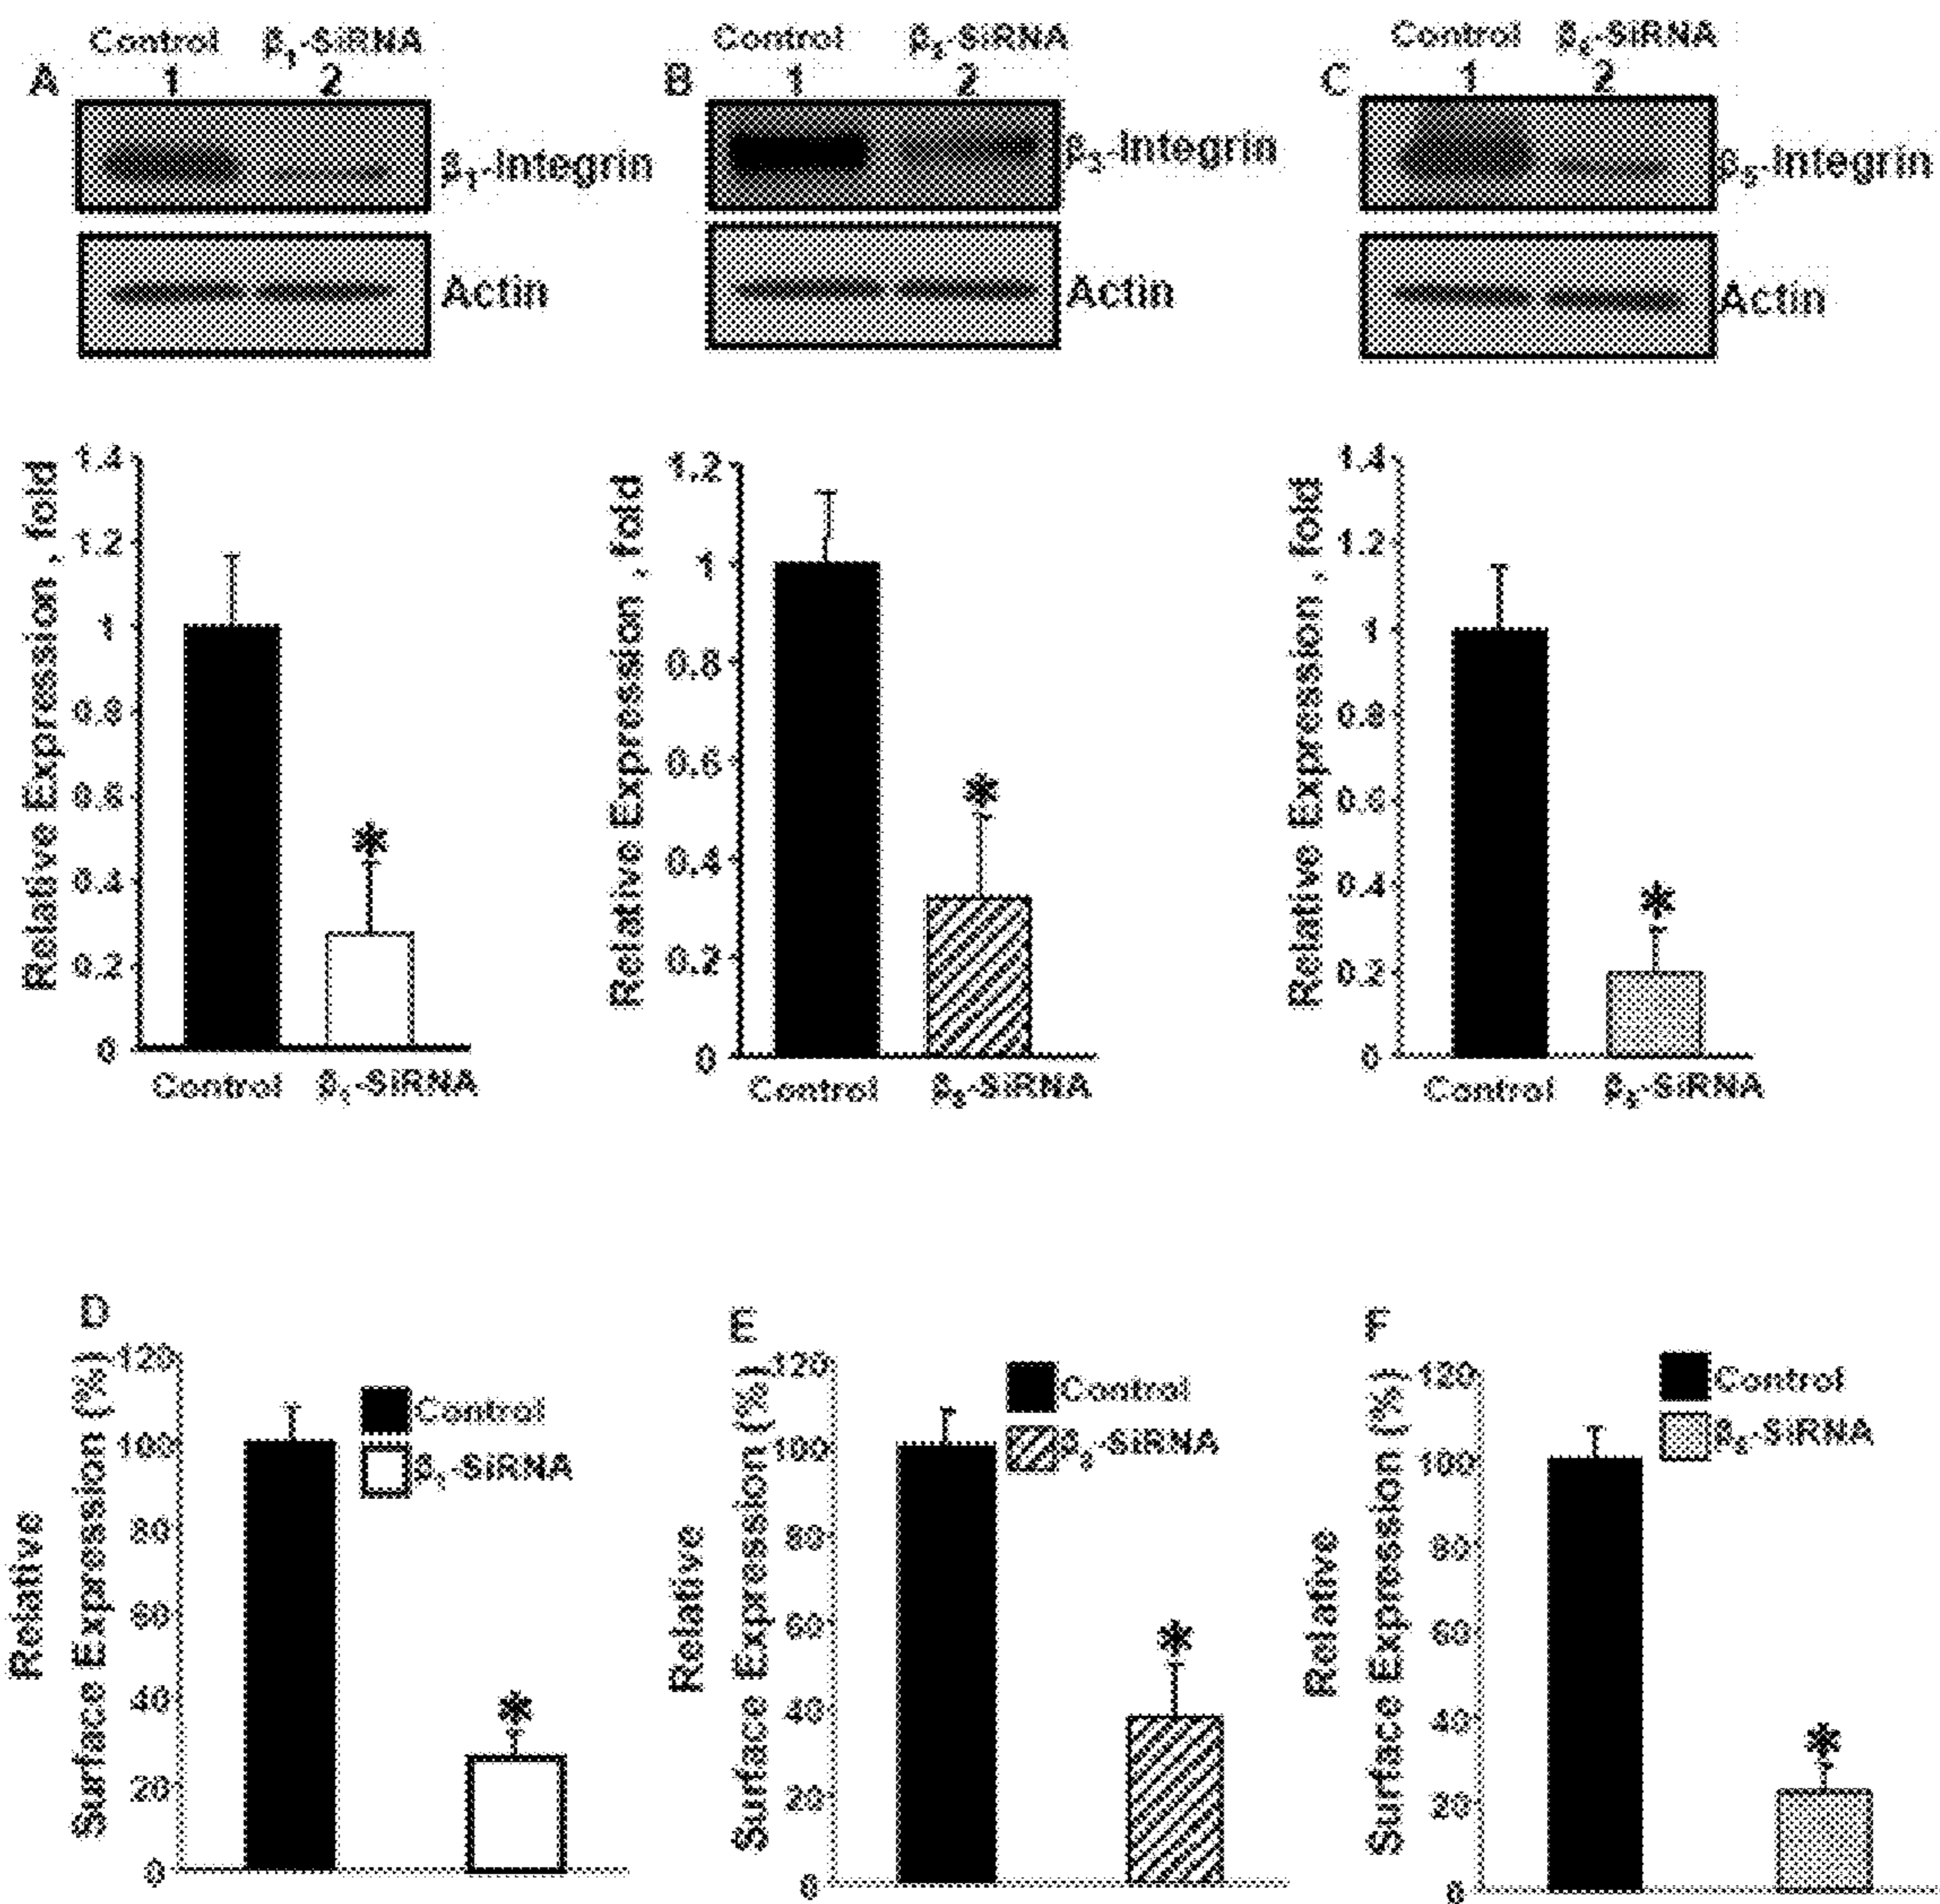 Control β₁-SiRNA
A 1 2
β₁-Integrin
Actin
Control β₃-SiRNA
B 1 2
β₃-Integrin
Actin
Control β₅-SiRNA
C 1 2
β₅-Integrin
Actin
Relative Expression , fold
1.4
1.2
1
0.8
0.6
0.4
0.2
0
*
Control β₁-SiRNA
Relative Expression , fold
1.2
1
0.8
0.6
0.4
0.2
0
*
Control β₃-SiRNA
Relative Expression , fold
1.4
1.2
1
0.8
0.6
0.4
0.2
0
*
Control β₅-SiRNA
D
Relative
Surface Expression (%)
120
100
80
60
40
20
0
Control
β₁-SiRNA
*
E
Relative
Surface Expression (%)
120
100
80
60
40
20
0
Control
β₃-SiRNA
*
F
Relative
Surface Expression (%)
120
100
80
60
40
20
0
Control
β₅-SiRNA
*